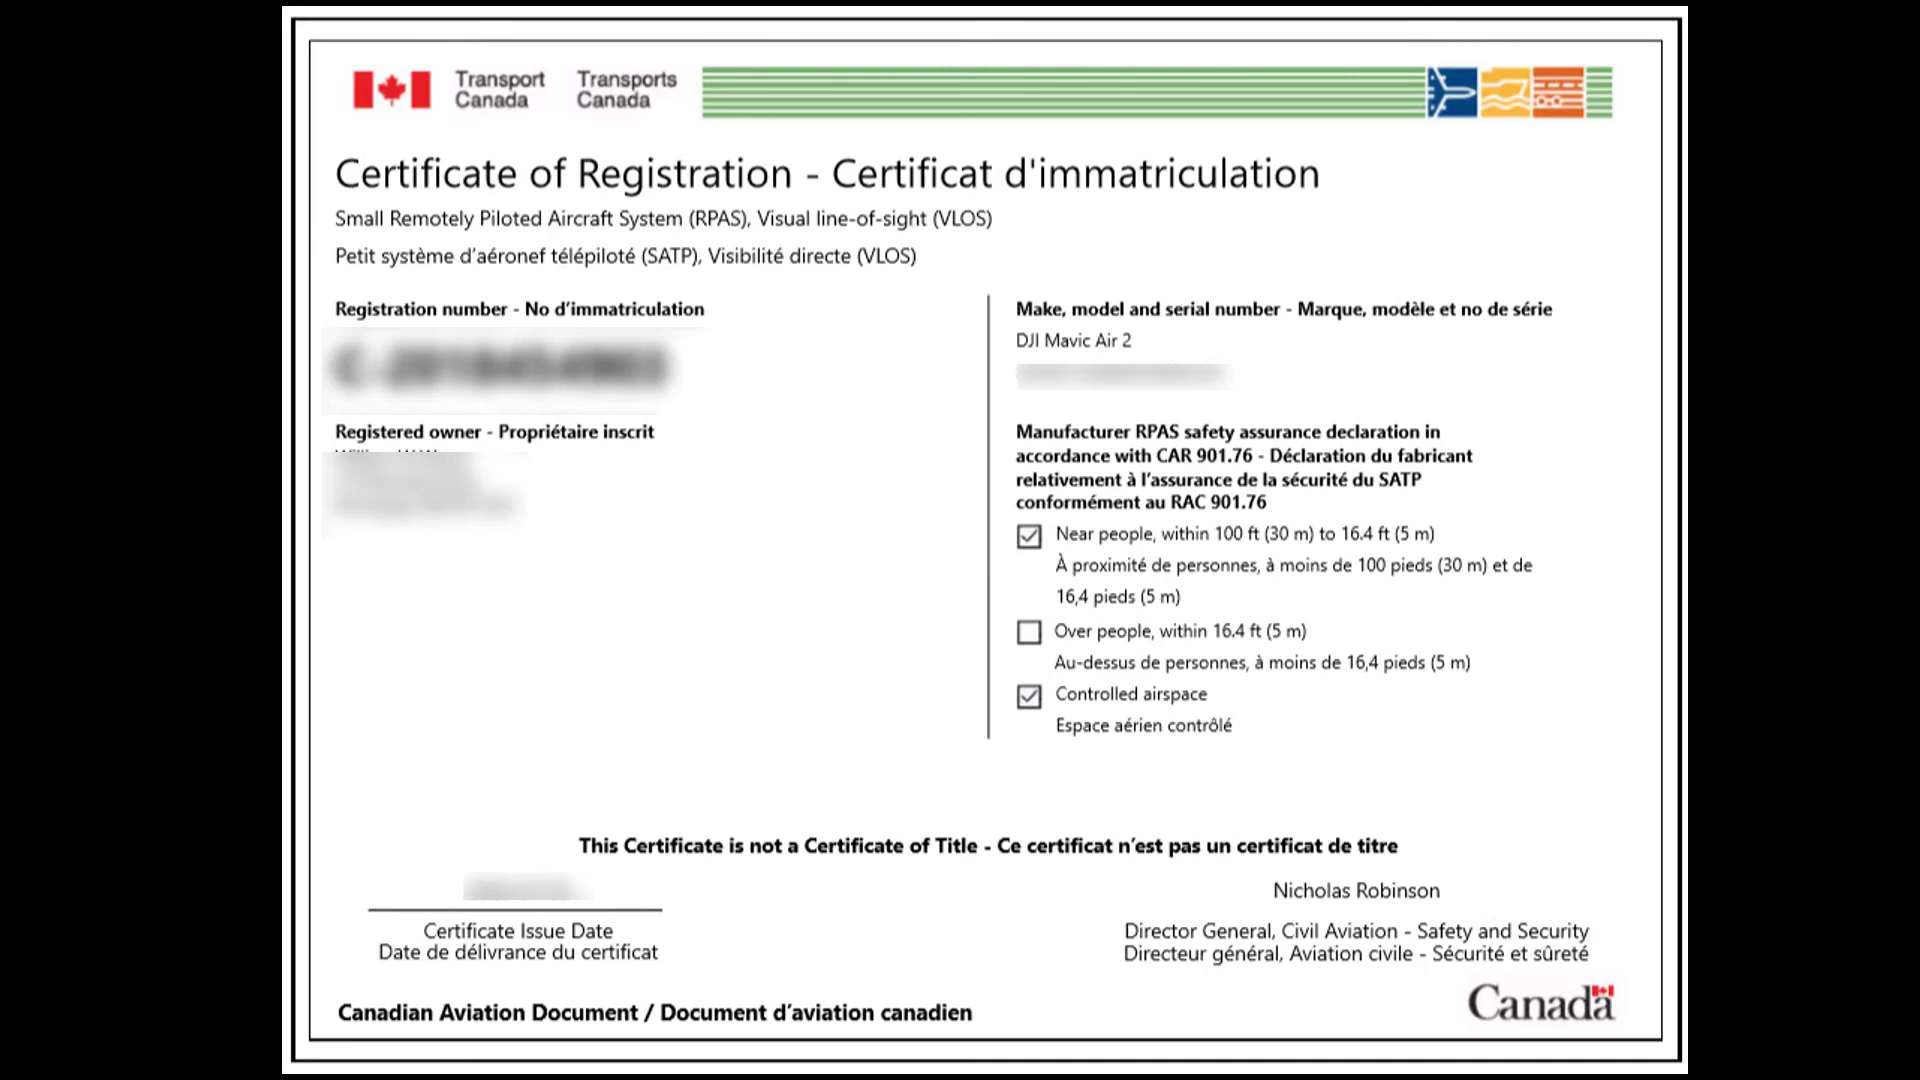 Transport
Canada
Transports
Canada
Certificate of Registration - Certificat d'immatriculation
Small Remotely Piloted Aircraft System (RPAS), Visual line-of-sight (VLOS)
Petit système d’aéronef télépiloté (SATP), Visibilité directe (VLOS)
Registration number - No d’immatriculation
Registered owner - Propriétaire inscrit
Make, model and serial number - Marque, modèle et no de série
DJI Mavic Air 2
Manufacturer RPAS safety assurance declaration in
accordance with CAR 901.76 - Déclaration du fabricant
relativement à l’assurance de la sécurité du SATP
conformément au RAC 901.76
Near people, within 100 ft (30 m) to 16.4 ft (5 m)
À proximité de personnes, à moins de 100 pieds (30 m) et de
16,4 pieds (5 m)
Over people, within 16.4 ft (5 m)
Au-dessus de personnes, à moins de 16,4 pieds (5 m)
Controlled airspace
Espace aérien contrôlé
This Certificate is not a Certificate of Title - Ce certificat n’est pas un certificat de titre
Certificate Issue Date
Date de délivrance du certificat
Nicholas Robinson
Director General, Civil Aviation - Safety and Security
Directeur général, Aviation civile - Sécurité et sûreté
Canadian Aviation Document / Document d’aviation canadien
Canada